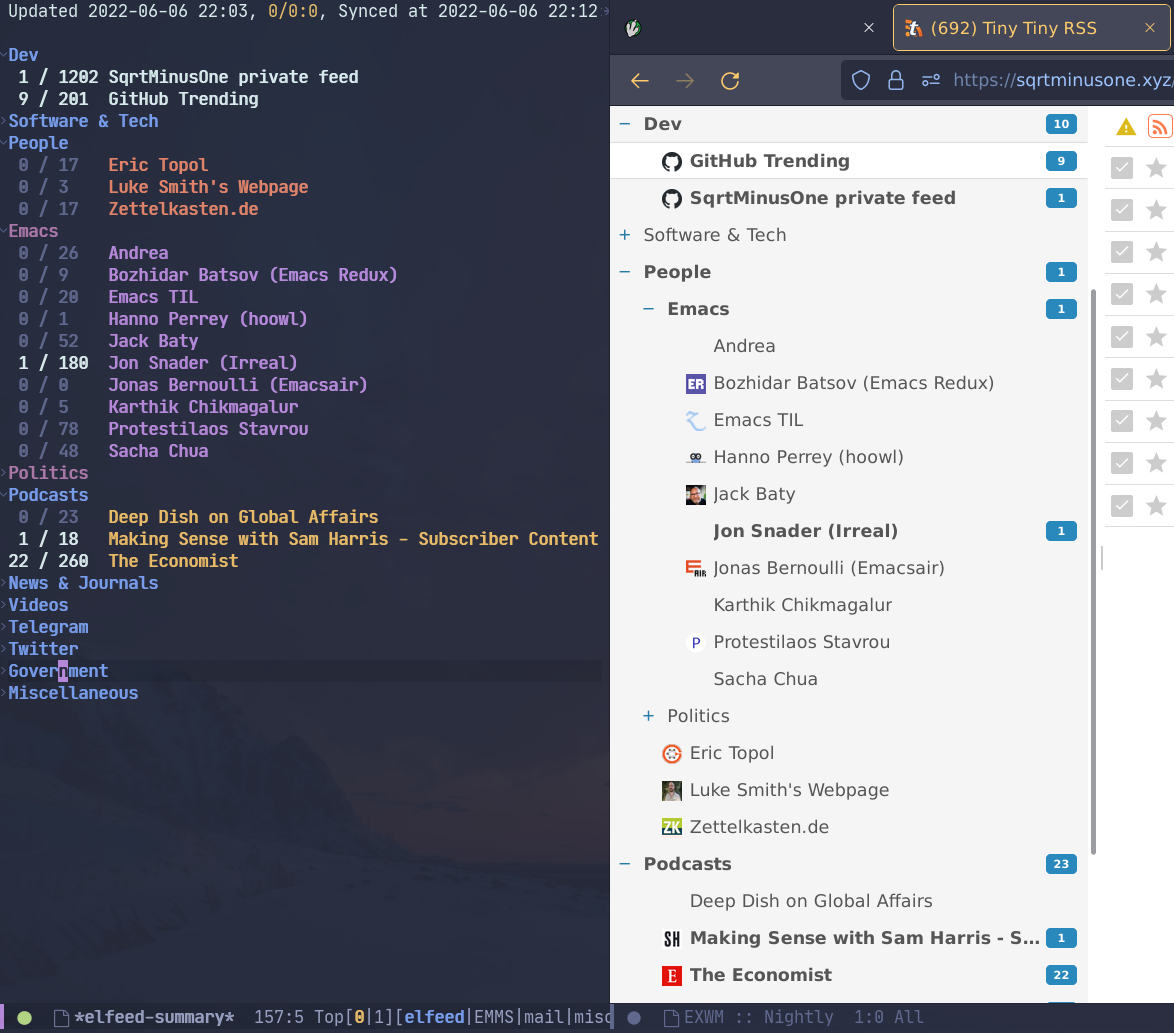 Updated 2022-06-06 22:03, 0/0:0, Synced at 2022-06-06 22:12
Dev
1 / 1202 SqrtMinusOne private feed
9 / 201 GitHub Trending
Software & Tech
People
0 / 17 Eric Topol
0 / 3 Luke Smith's Webpage
0 / 17 Zettelkasten.de
Emacs
0 / 26 Andrea
0 / 9 Bozhidar Batsov (Emacs Redux)
0 / 20 Emacs TIL
0 / 1 Hanno Perrey (hoowl)
0 / 52 Jack Baty
1 / 180 Jon Snader (Irreal)
0 / 0 Jonas Bernoulli (Emacsair)
0 / 5 Karthik Chikmagalur
0 / 78 Protestilaos Stavrou
0 / 48 Sacha Chua
Politics
Podcasts
0 / 23 Deep Dish on Global Affairs
1 / 18 Making Sense with Sam Harris - Subscriber Content
22 / 260 The Economist
News & Journals
Videos
Telegram
Twitter
Government
Miscellaneous
*elfeed-summary* 157:5 Top[0|1][elfeed|EMMS|mail|misc
(692) Tiny Tiny RSS
https://sqrtminusone.xyz/
Dev 10
GitHub Trending 9
SqrtMinusOne private feed 1
Software & Tech
People 1
Emacs 1
Andrea
ER Bozhidar Batsov (Emacs Redux)
Emacs TIL
Hanno Perrey (hoowl)
Jack Baty
Jon Snader (Irreal) 1
AIR Jonas Bernoulli (Emacsair)
Karthik Chikmagalur
P Protestilaos Stavrou
Sacha Chua
Politics
Eric Topol
Luke Smith's Webpage
ZK Zettelkasten.de
Podcasts 23
Deep Dish on Global Affairs
SH Making Sense with Sam Harris - S… 1
E The Economist 22
EXWM :: Nightly 1:0 All